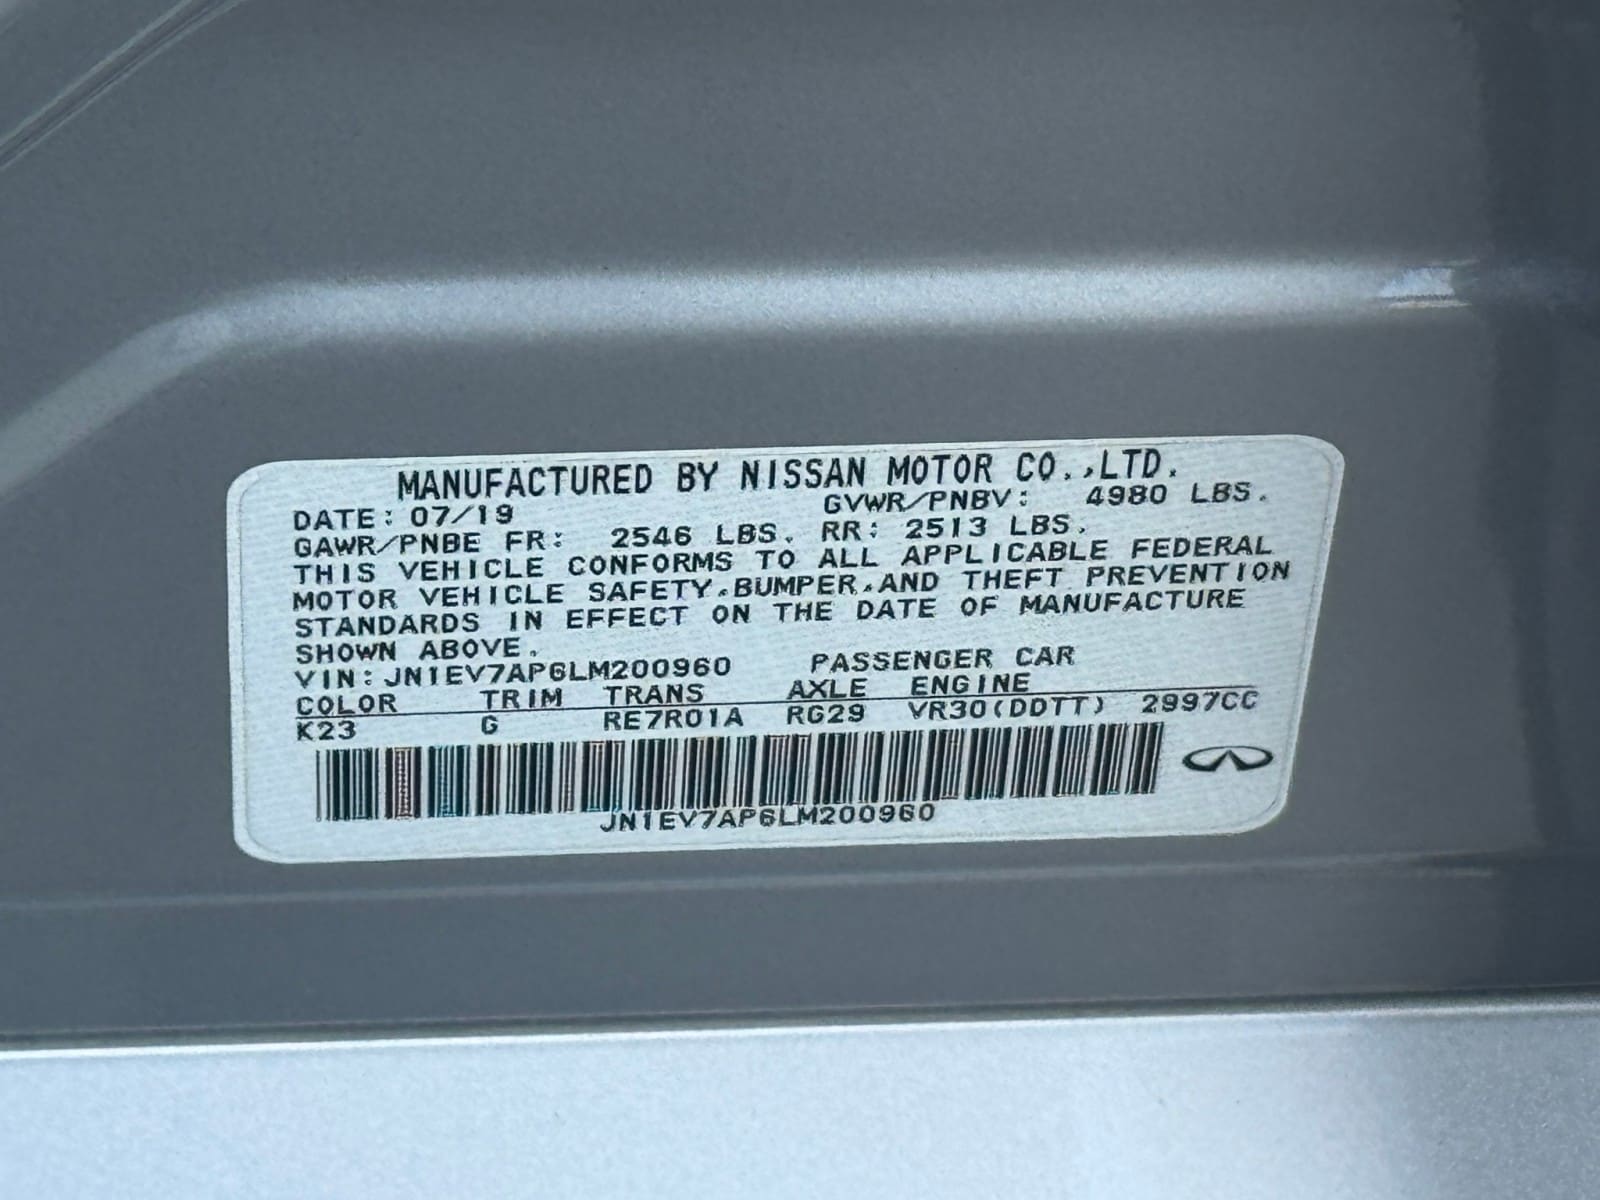 MANUFACTURED BY NISSAN MOTOR CO.,LTD.
DATE: 07/19 GVWR/PNBV: 4980 LBS.
GAWR/PNBE FR: 2546 LBS. RR: 2513 LBS.
THIS VEHICLE CONFORMS TO ALL APPLICABLE FEDERAL
MOTOR VEHICLE SAFETY,BUMPER,AND THEFT PREVENTION
STANDARDS IN EFFECT ON THE DATE OF MANUFACTURE
SHOWN ABOVE.
VIN: JN1EV7AP6LM200960 PASSENGER CAR
COLOR TRIM TRANS AXLE ENGINE
K23 G RE7R01A RG29 VR30(DDTT) 2997CC
JN1EV7AP6LM200960